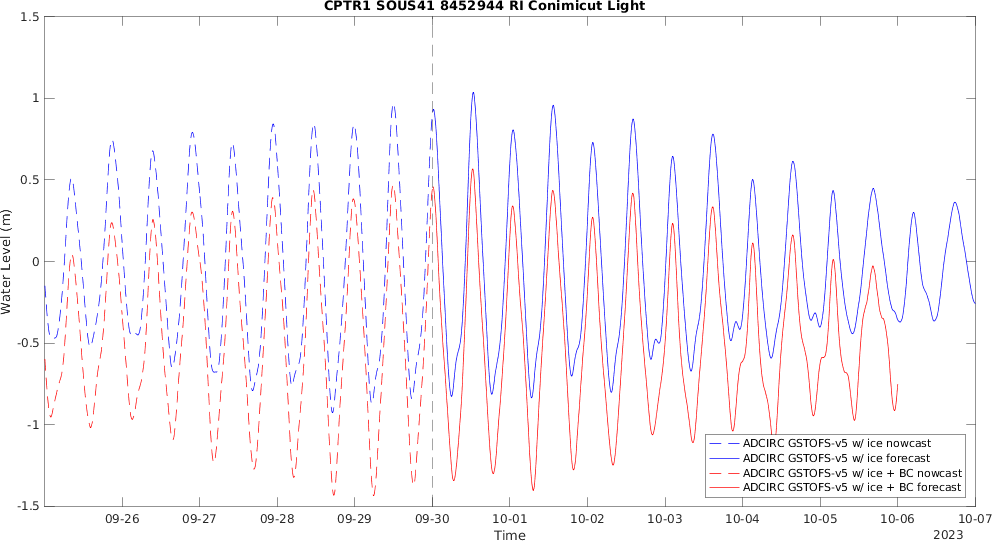 CPTR1 SOUS41 8452944 RI Conimicut Light
1.5
1
0.5
0
-0.5
-1
-1.5
Water Level (m)
ADCIRC GSTOFS-v5 w/ ice nowcast
ADCIRC GSTOFS-v5 w/ ice forecast
ADCIRC GSTOFS-v5 w/ ice + BC nowcast
ADCIRC GSTOFS-v5 w/ ice + BC forecast
09-26 09-27 09-28 09-29 09-30 10-01 10-02 10-03 10-04 10-05 10-06 10-07
Time
2023